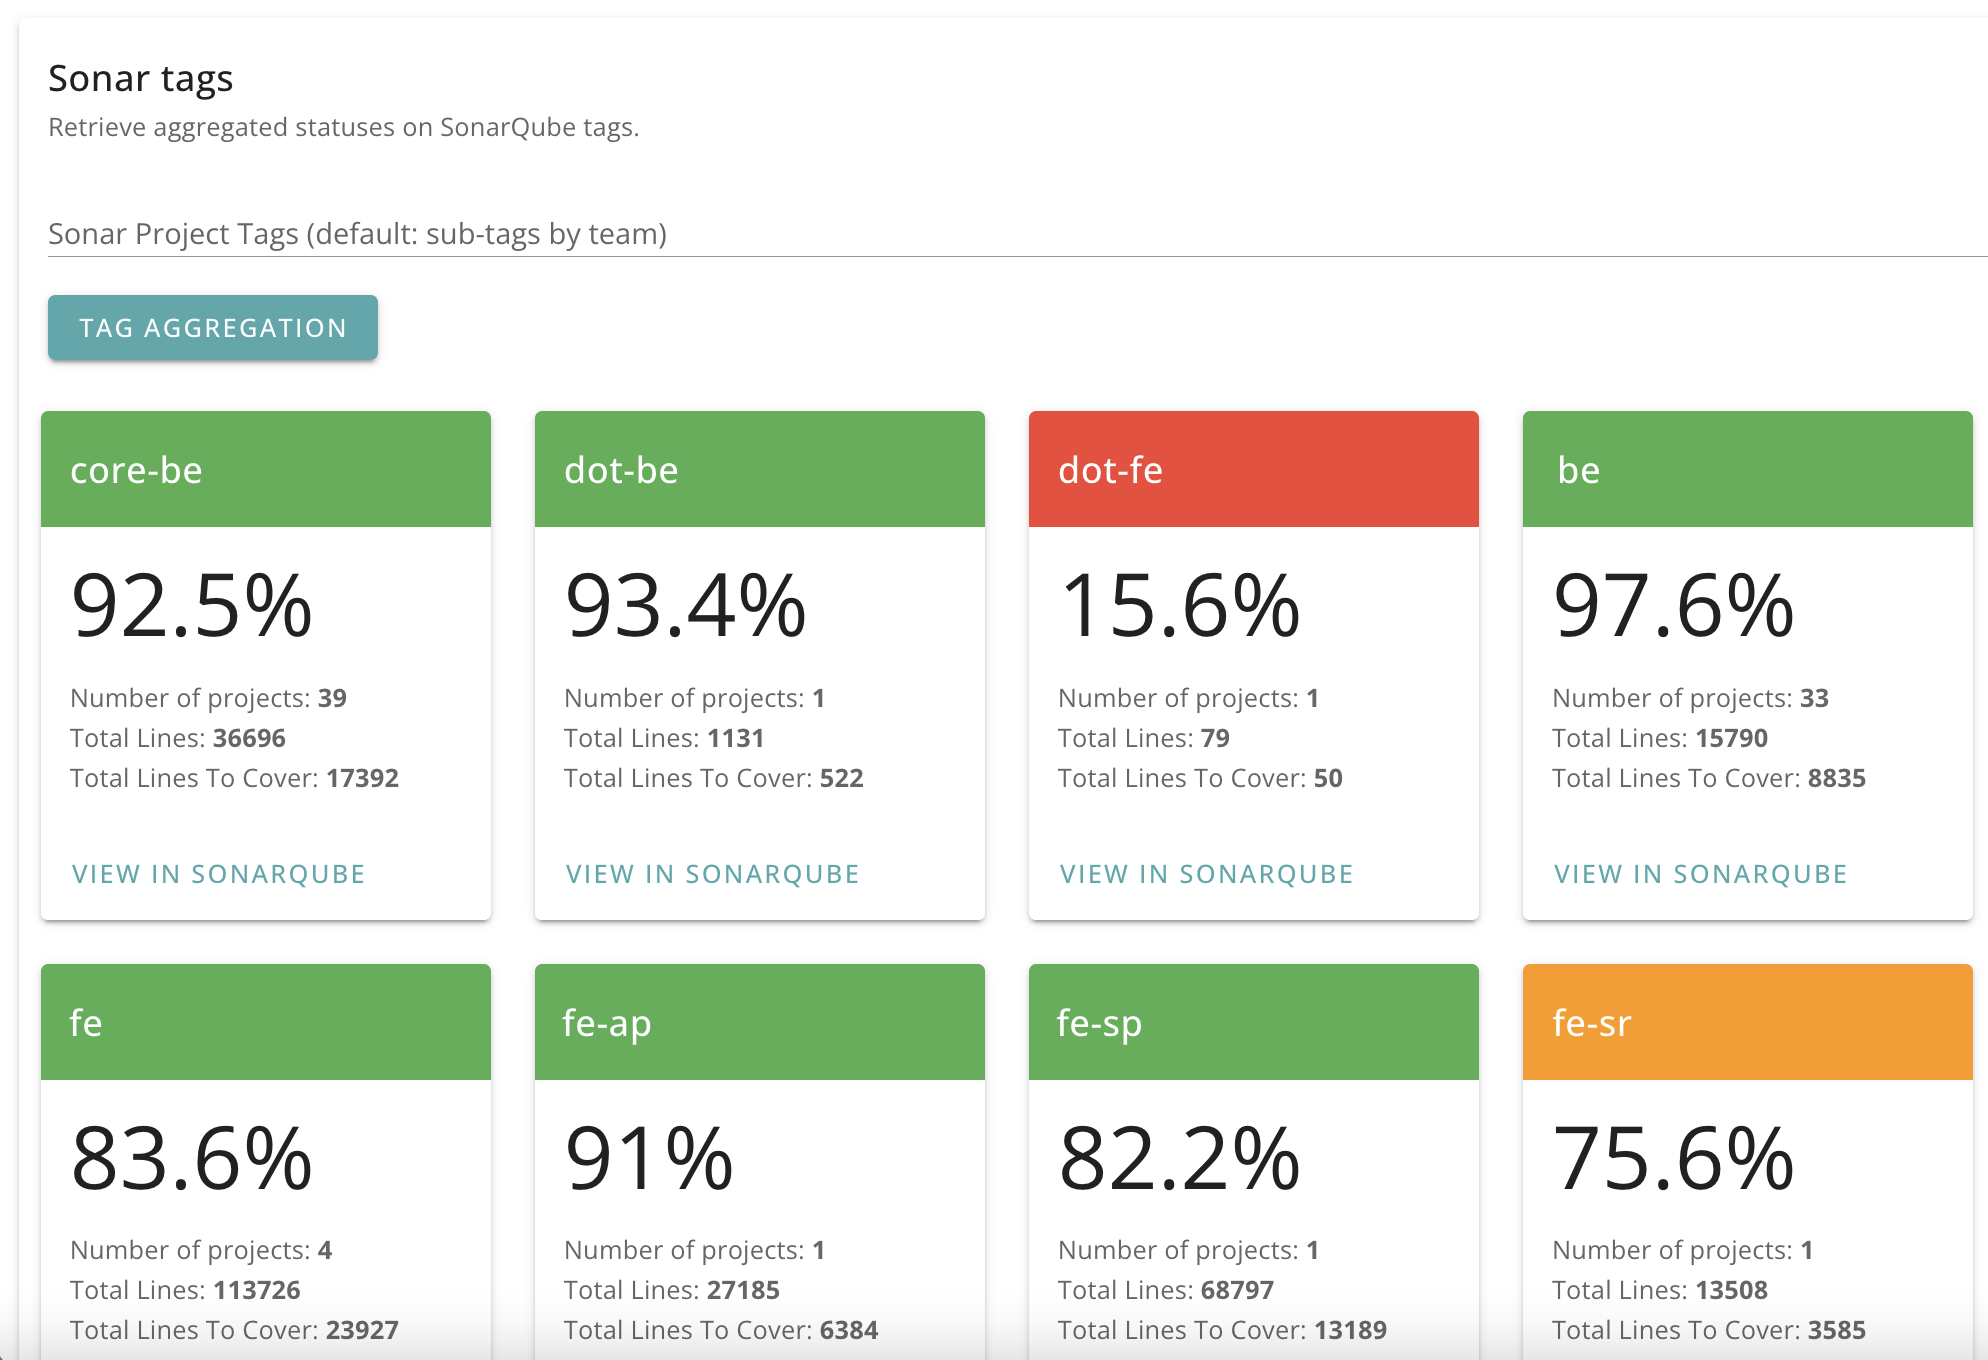 Sonar tags
Retrieve aggregated statuses on SonarQube tags.
Sonar Project Tags (default: sub-tags by team)
TAG AGGREGATION
core-be
92.5%
Number of projects: 39
Total Lines: 36696
Total Lines To Cover: 17392
VIEW IN SONARQUBE
dot-be
93.4%
Number of projects: 1
Total Lines: 1131
Total Lines To Cover: 522
VIEW IN SONARQUBE
dot-fe
15.6%
Number of projects: 1
Total Lines: 79
Total Lines To Cover: 50
VIEW IN SONARQUBE
be
97.6%
Number of projects: 33
Total Lines: 15790
Total Lines To Cover: 8835
VIEW IN SONARQUBE
fe
83.6%
Number of projects: 4
Total Lines: 113726
Total Lines To Cover: 23927
fe-ap
91%
Number of projects: 1
Total Lines: 27185
Total Lines To Cover: 6384
fe-sp
82.2%
Number of projects: 1
Total Lines: 68797
Total Lines To Cover: 13189
fe-sr
75.6%
Number of projects: 1
Total Lines: 13508
Total Lines To Cover: 3585